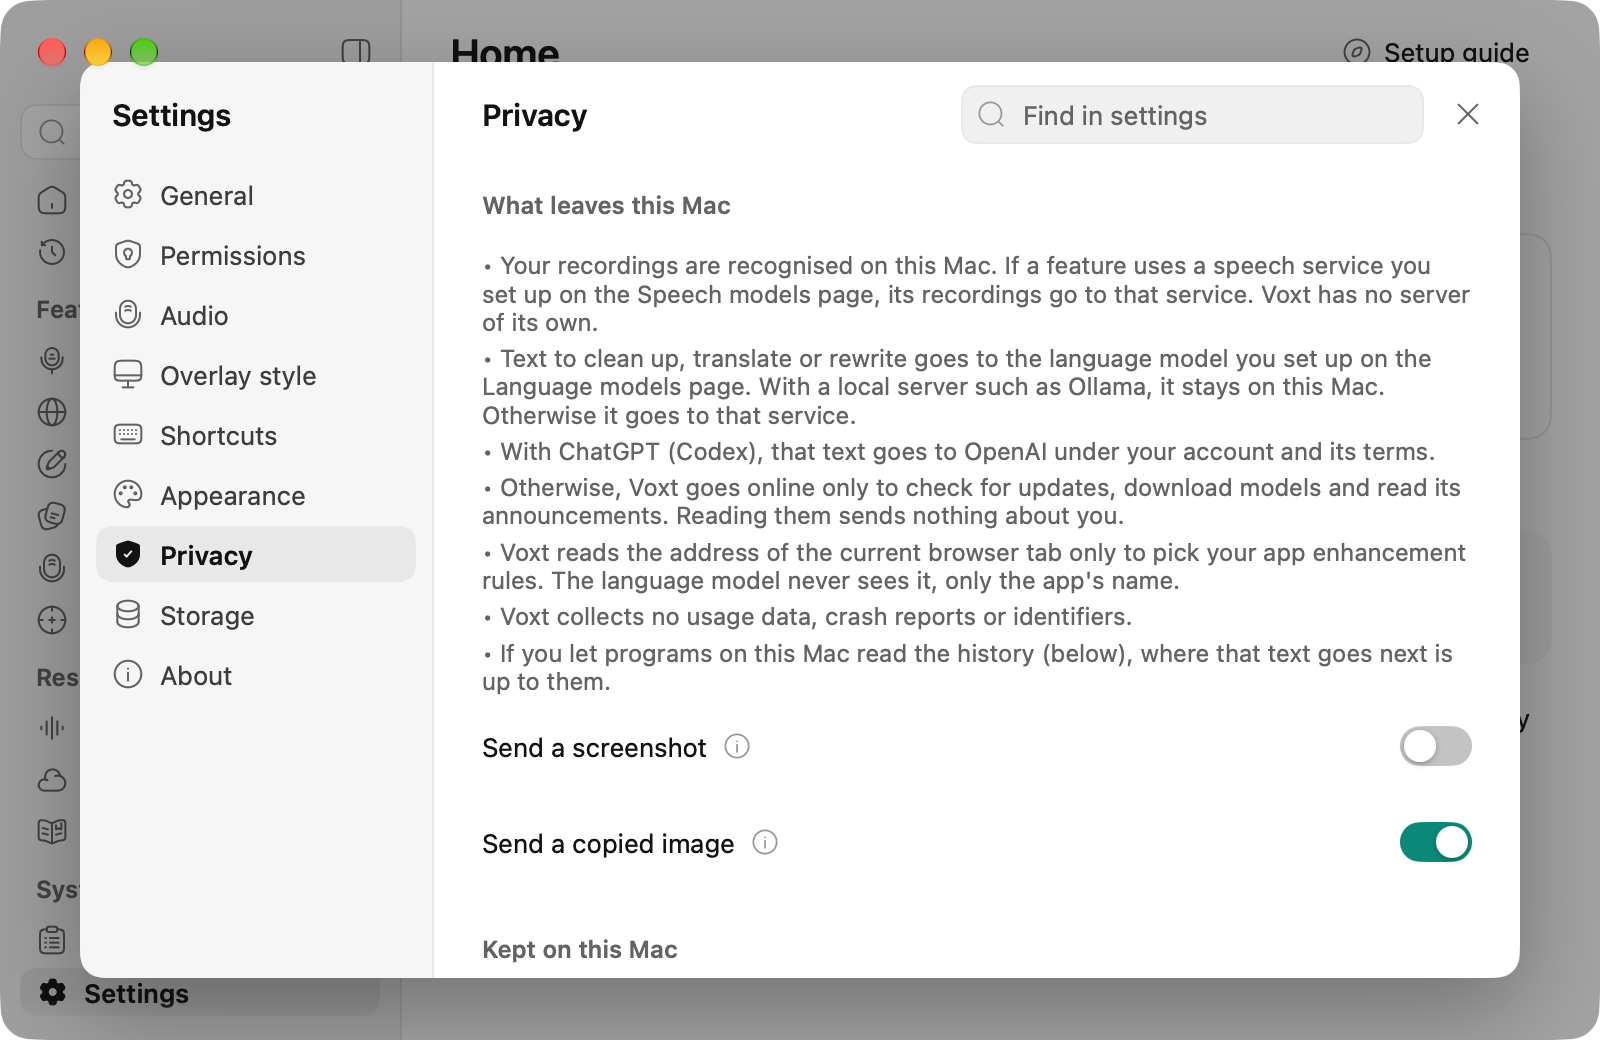 Home
Setup guide
Settings
Privacy
Find in settings
General
Permissions
Audio
Overlay style
Shortcuts
Appearance
Privacy
Storage
About
What leaves this Mac
• Your recordings are recognised on this Mac. If a feature uses a speech service you
set up on the Speech models page, its recordings go to that service. Voxt has no server
of its own.
• Text to clean up, translate or rewrite goes to the language model you set up on the
Language models page. With a local server such as Ollama, it stays on this Mac.
Otherwise it goes to that service.
• With ChatGPT (Codex), that text goes to OpenAI under your account and its terms.
• Otherwise, Voxt goes online only to check for updates, download models and read its
announcements. Reading them sends nothing about you.
• Voxt reads the address of the current browser tab only to pick your app enhancement
rules. The language model never sees it, only the app's name.
• Voxt collects no usage data, crash reports or identifiers.
• If you let programs on this Mac read the history (below), where that text goes next is
up to them.
Send a screenshot
Send a copied image
Kept on this Mac
Settings